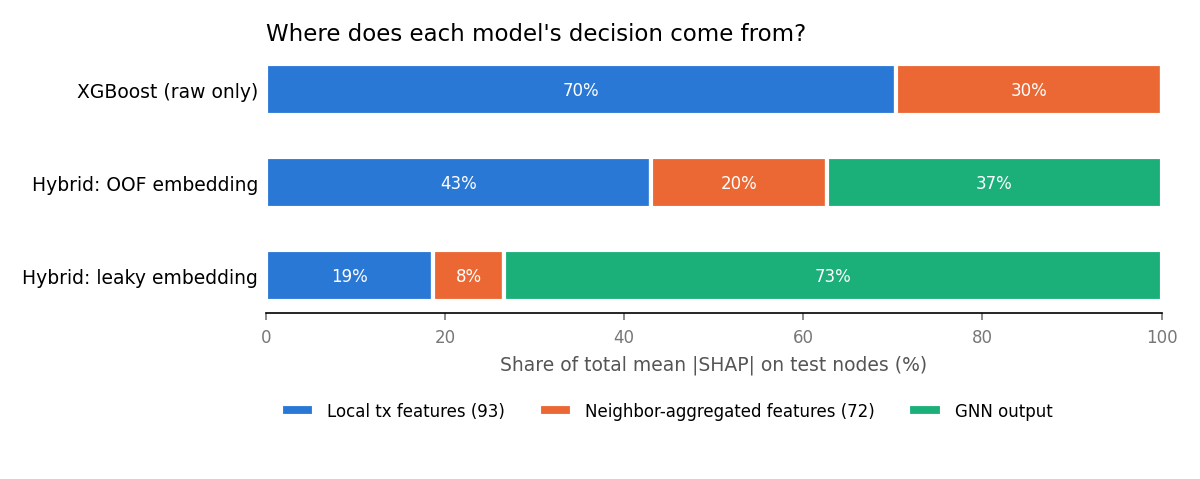 Where does each model's decision come from?
XGBoost (raw only) 70% 30%
Hybrid: OOF embedding 43% 20% 37%
Hybrid: leaky embedding 19% 8% 73%
0 20 40 60 80 100
Share of total mean |SHAP| on test nodes (%)
Local tx features (93) Neighbor-aggregated features (72) GNN output